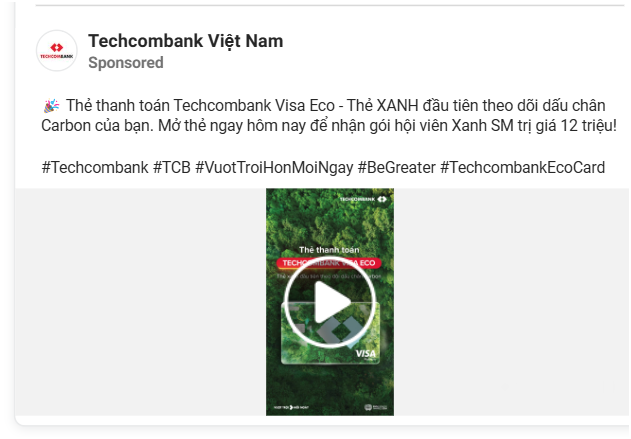 TECHCOMBANK
Techcombank Việt Nam
Sponsored
🎉 Thẻ thanh toán Techcombank Visa Eco - Thẻ XANH đầu tiên theo dõi dấu chân
Carbon của bạn. Mở thẻ ngay hôm nay để nhận gói hội viên Xanh SM trị giá 12 triệu!
#Techcombank #TCB #VuotTroiHonMoiNgay #BeGreater #TechcombankEcoCard
TECHCOMBANK
Thẻ thanh toán
TECHCOMBANK VISA ECO
VISA